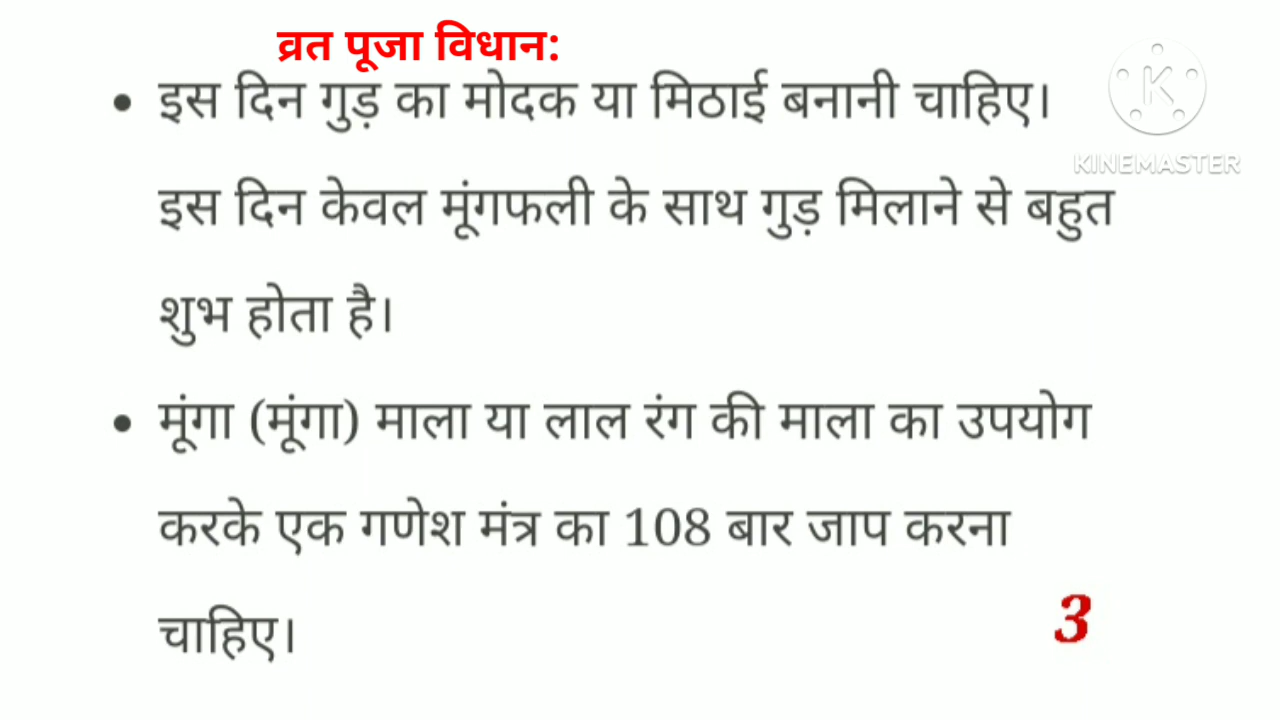 व्रत पूजा विधान:
• इस दिन गुड़ का मोदक या मिठाई बनानी चाहिए।
इस दिन केवल मूंगफली के साथ गुड़ मिलाने से बहुत
शुभ होता है।
• मूंगा (मूंगा) माला या लाल रंग की माला का उपयोग
करके एक गणेश मंत्र का 108 बार जाप करना
चाहिए।
3
K
KINEMASTER